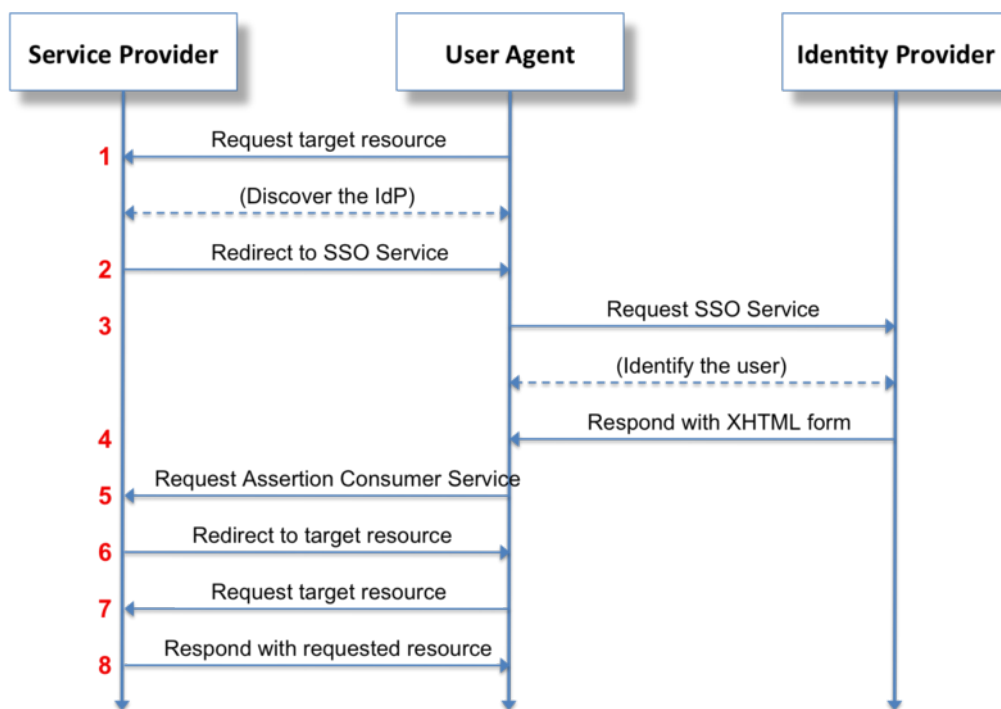 Service Provider
User Agent
Identity Provider
1 Request target resource
(Discover the IdP)
2 Redirect to SSO Service
3 Request SSO Service
(Identify the user)
4 Respond with XHTML form
5 Request Assertion Consumer Service
6 Redirect to target resource
7 Request target resource
8 Respond with requested resource